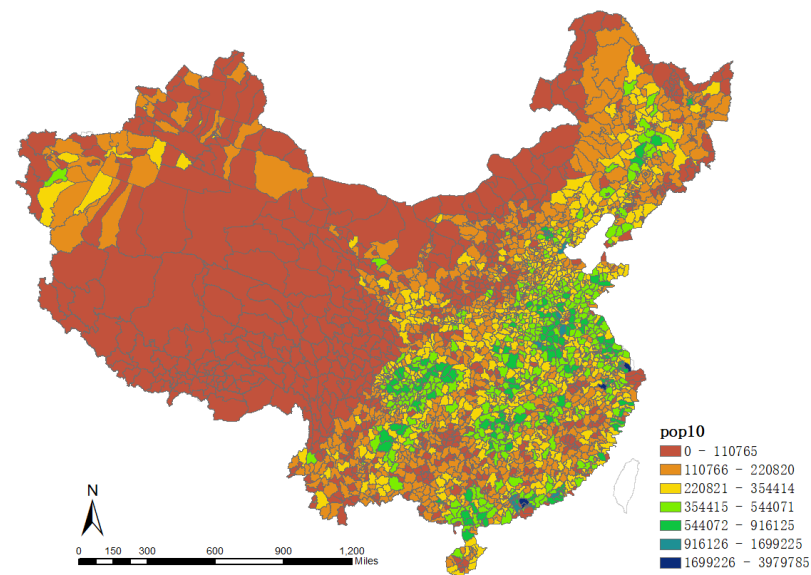 pop10
0 - 110765
110766 - 220820
220821 - 354414
354415 - 544071
544072 - 916125
916126 - 1699225
1699226 - 3979785
N
0 150 300 600 900 1,200
Miles